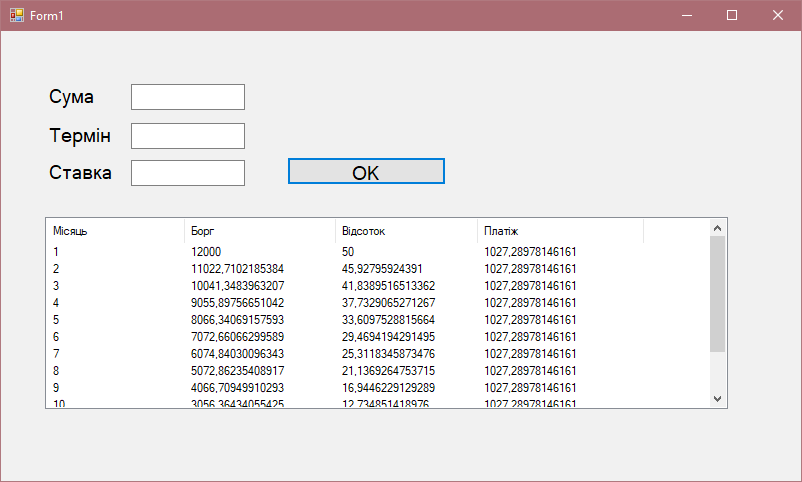 Form1
Сума
Термін
Ставка
OK
Місяць Борг Відсоток Платіж
1 12000 50 1027,28978146161
2 11022,7102185384 45,92795924391 1027,28978146161
3 10041,3483963207 41,8389516513362 1027,28978146161
4 9055,89756651042 37,7329065271267 1027,28978146161
5 8066,34069157593 33,6097528815664 1027,28978146161
6 7072,66066299589 29,4694194291495 1027,28978146161
7 6074,84030096343 25,3118345873476 1027,28978146161
8 5072,86235408917 21,1369264753715 1027,28978146161
9 4066,70949910293 16,9446229129289 1027,28978146161
10 3056,36434055425 12,734851418976 1027,28978146161